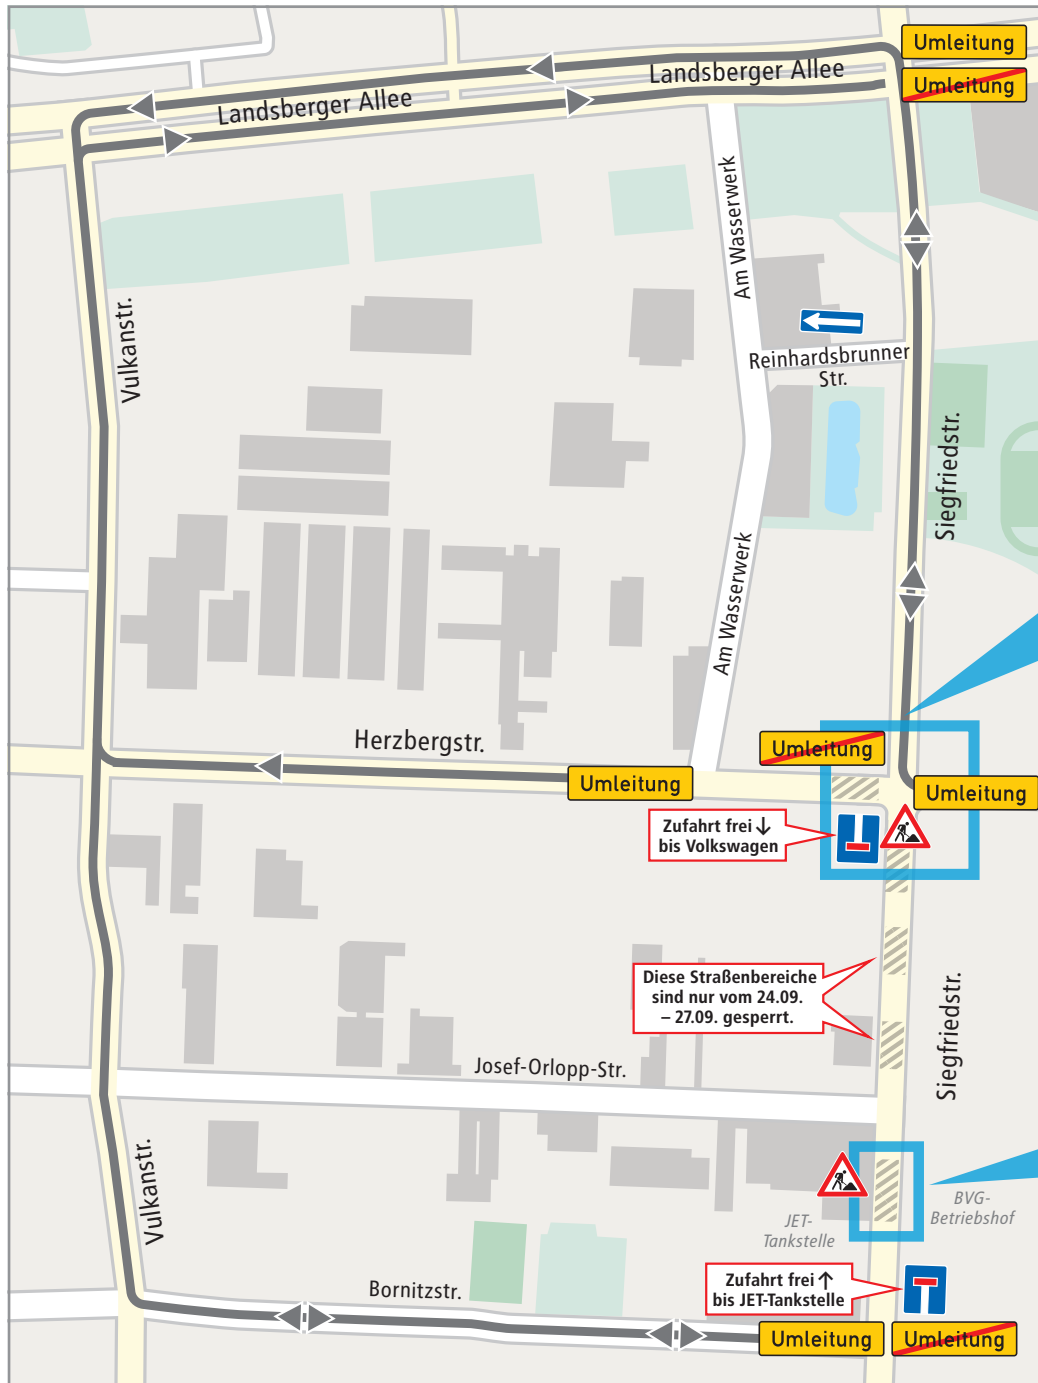 Umleitung
Landsberger Allee
Umleitung
Landsberger Allee
Am Wasserwerk
Vulkanstr.
Reinhardsbrunner
Str.
Siegfriedstr.
Am Wasserwerk
Herzbergstr.
Umleitung
Umleitung
Umleitung
Zufahrt frei ↓
bis Volkswagen
Diese Straßenbereiche
sind nur vom 24.09.
– 27.09. gesperrt.
Siegfriedstr.
Josef-Orlopp-Str.
Vulkanstr.
JET-
Tankstelle
BVG-
Betriebshof
Bornitzstr.
Zufahrt frei ↑
bis JET-Tankstelle
Umleitung
Umleitung